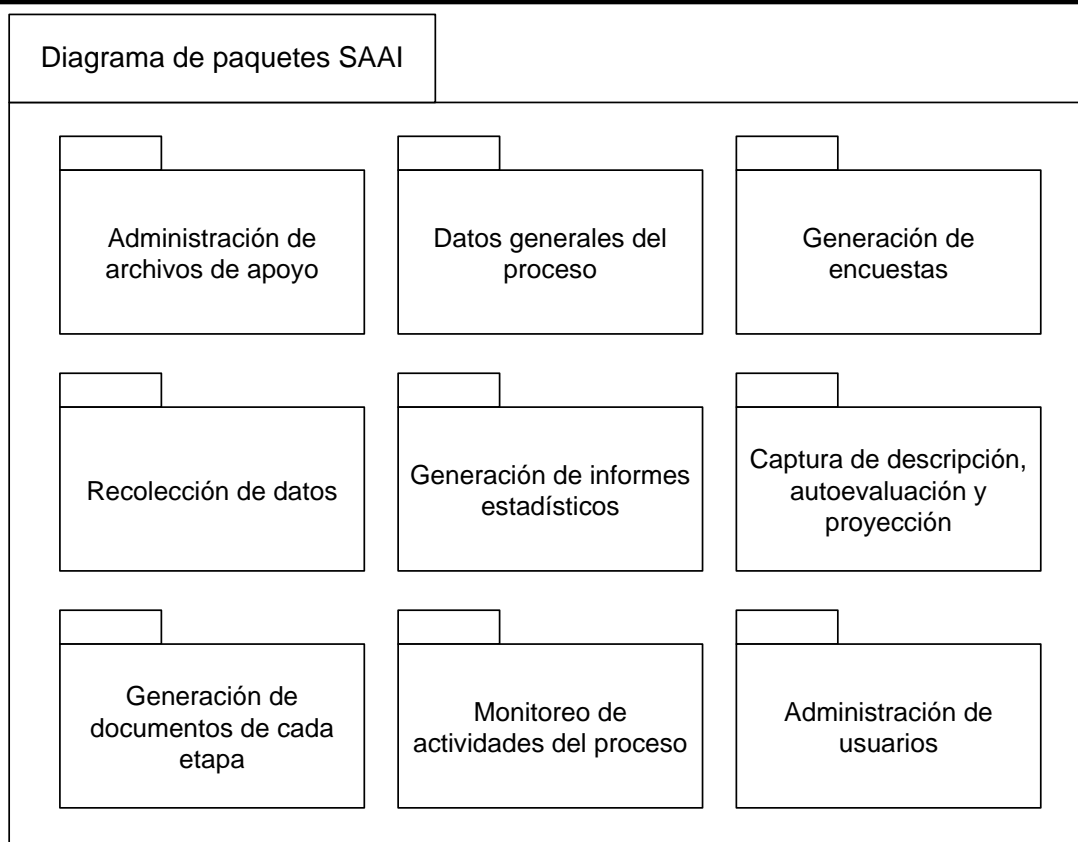 Diagrama de paquetes SAAI
Administración de
archivos de apoyo
Datos generales del
proceso
Generación de
encuestas
Recolección de datos
Generación de informes
estadísticos
Captura de descripción,
autoevaluación y
proyección
Generación de
documentos de cada
etapa
Monitoreo de
actividades del proceso
Administración de
usuarios